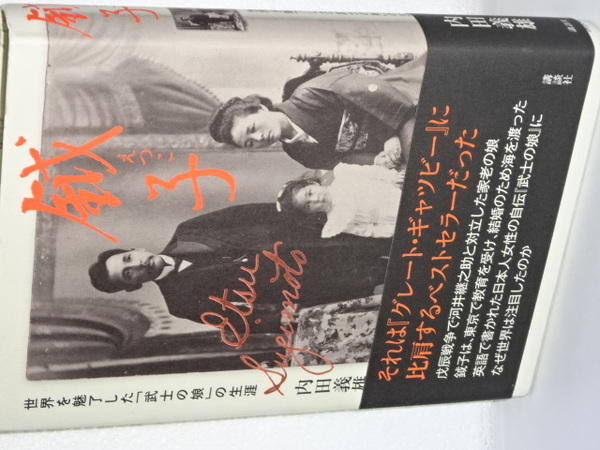 鉞子
えつこ
Etsu
Sugimoto
世界を魅了した「武士の娘」の生涯
内田義雄
それは『グレート・ギャツビー』に
比肩するベストセラーだった
戊辰戦争で河井継之助と対立した家老の娘
鉞子は、東京で教育を受け、結婚のため海を渡った
英語で書かれた日本人女性の自伝『武士の娘』に
なぜ世界は注目したのか
鉞子
内田義雄
講談社